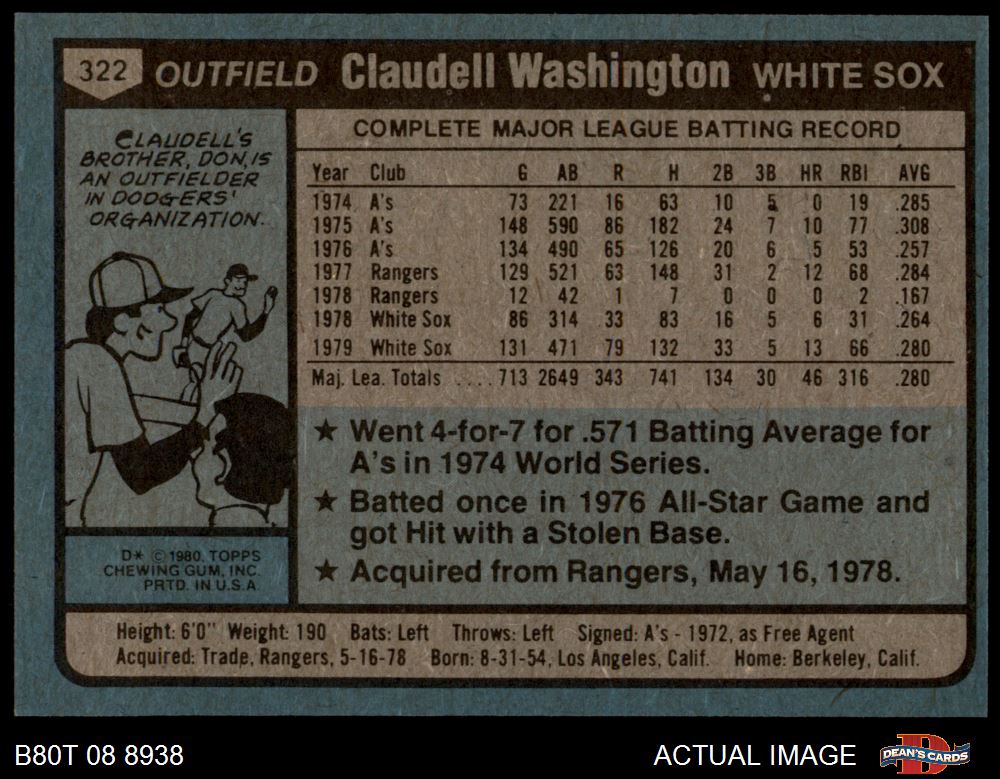 322 OUTFIELD Claudell Washington WHITE SOX
CLAUDELL'S
BROTHER, DON, IS
AN OUTFIELDER
IN DODGERS'
ORGANIZATION.
COMPLETE MAJOR LEAGUE BATTING RECORD
Year Club G AB R H 2B 3B HR RBI AVG
1974 A's 73 221 16 63 10 5 0 19 .285
1975 A's 148 590 86 182 24 7 10 77 .308
1976 A's 134 490 65 126 20 6 5 53 .257
1977 Rangers 129 521 63 148 31 2 12 68 .284
1978 Rangers 12 42 1 7 0 0 0 2 .167
1978 White Sox 86 314 33 83 16 5 6 31 .264
1979 White Sox 131 471 79 132 33 5 13 66 .280
Maj. Lea. Totals ....713 2649 343 741 134 30 46 316 .280
★ Went 4-for-7 for .571 Batting Average for
A's in 1974 World Series.
★ Batted once in 1976 All-Star Game and
got Hit with a Stolen Base.
★ Acquired from Rangers, May 16, 1978.
D* © 1980. TOPPS
CHEWING GUM, INC.
PRTD. IN U.S.A.
Height: 6'0" Weight: 190 Bats: Left Throws: Left Signed: A's - 1972, as Free Agent
Acquired: Trade, Rangers, 5-16-78 Born: 8-31-54, Los Angeles, Calif. Home: Berkeley, Calif.
B80T 08 8938 ACTUAL IMAGE DEAN'S CARDS